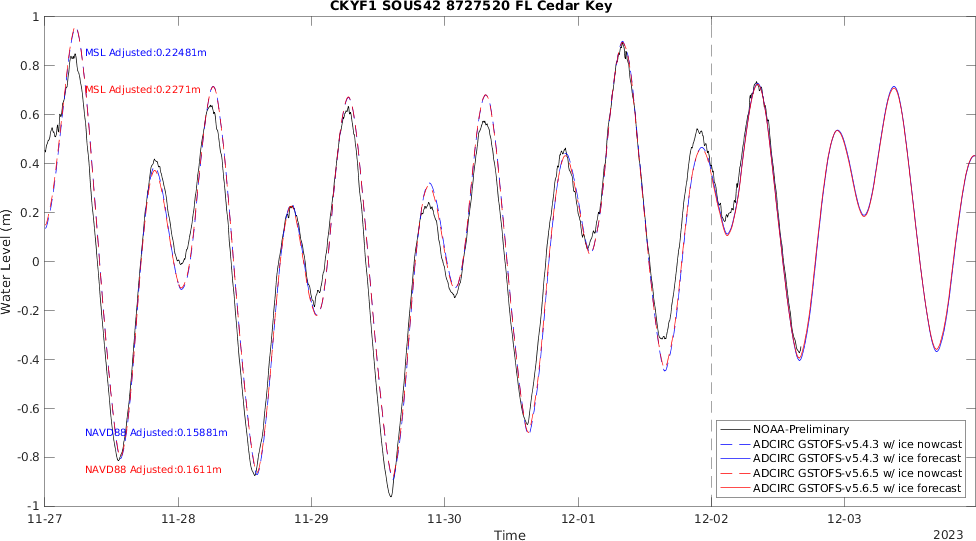 CKYF1 SOUS42 8727520 FL Cedar Key
1
0.8
0.6
0.4
0.2
0
-0.2
-0.4
-0.6
-0.8
-1
Water Level (m)
MSL Adjusted:0.22481m
MSL Adjusted:0.2271m
NAVD88 Adjusted:0.15881m
NAVD88 Adjusted:0.1611m
NOAA-Preliminary
ADCIRC GSTOFS-v5.4.3 w/ ice nowcast
ADCIRC GSTOFS-v5.4.3 w/ ice forecast
ADCIRC GSTOFS-v5.6.5 w/ ice nowcast
ADCIRC GSTOFS-v5.6.5 w/ ice forecast
11-27 11-28 11-29 11-30 12-01 12-02 12-03
Time
2023